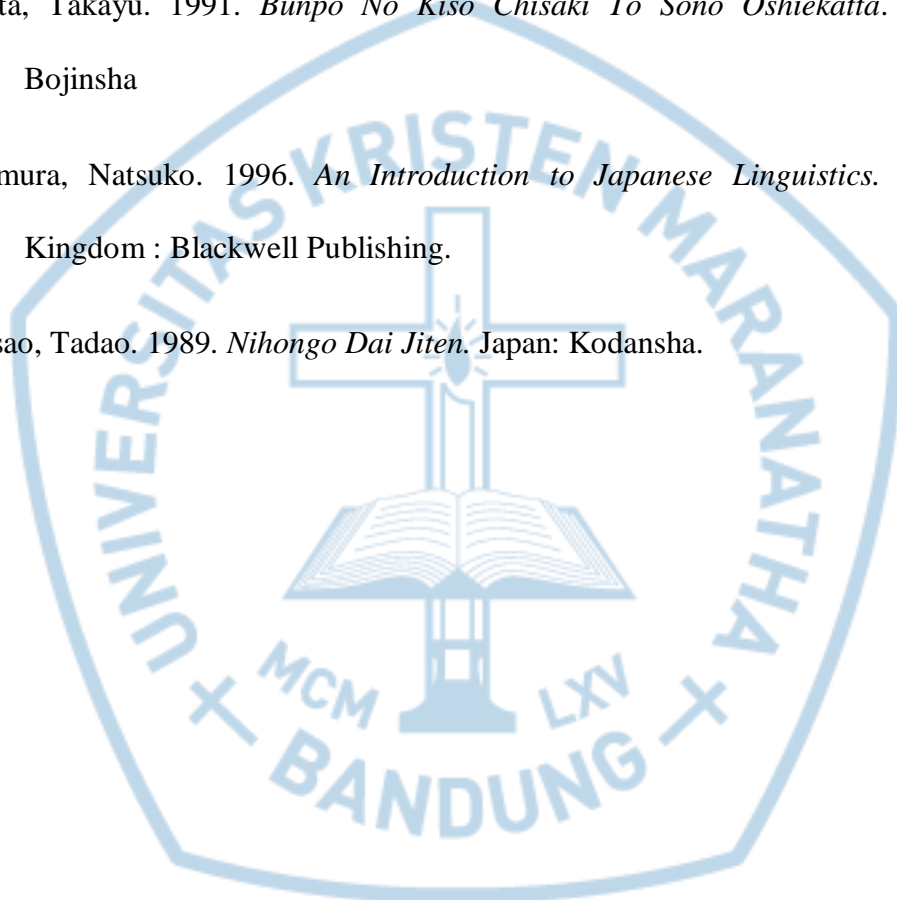 ta, Takayu. 1991. Bunpo No Kiso Chisaki To Sono Oshiekatta.
Bojinsha
mura, Natsuko. 1996. An Introduction to Japanese Linguistics.
Kingdom : Blackwell Publishing.
sao, Tadao. 1989. Nihongo Dai Jiten. Japan: Kodansha.
UNIVERSITAS KRISTEN MARANATHA
MCM LXV
BANDUNG